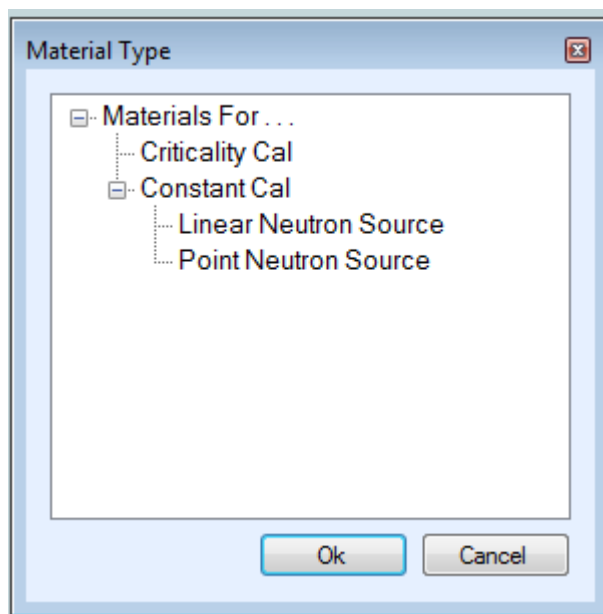 Material Type
Materials For . . .
Criticality Cal
Constant Cal
Linear Neutron Source
Point Neutron Source
Ok
Cancel